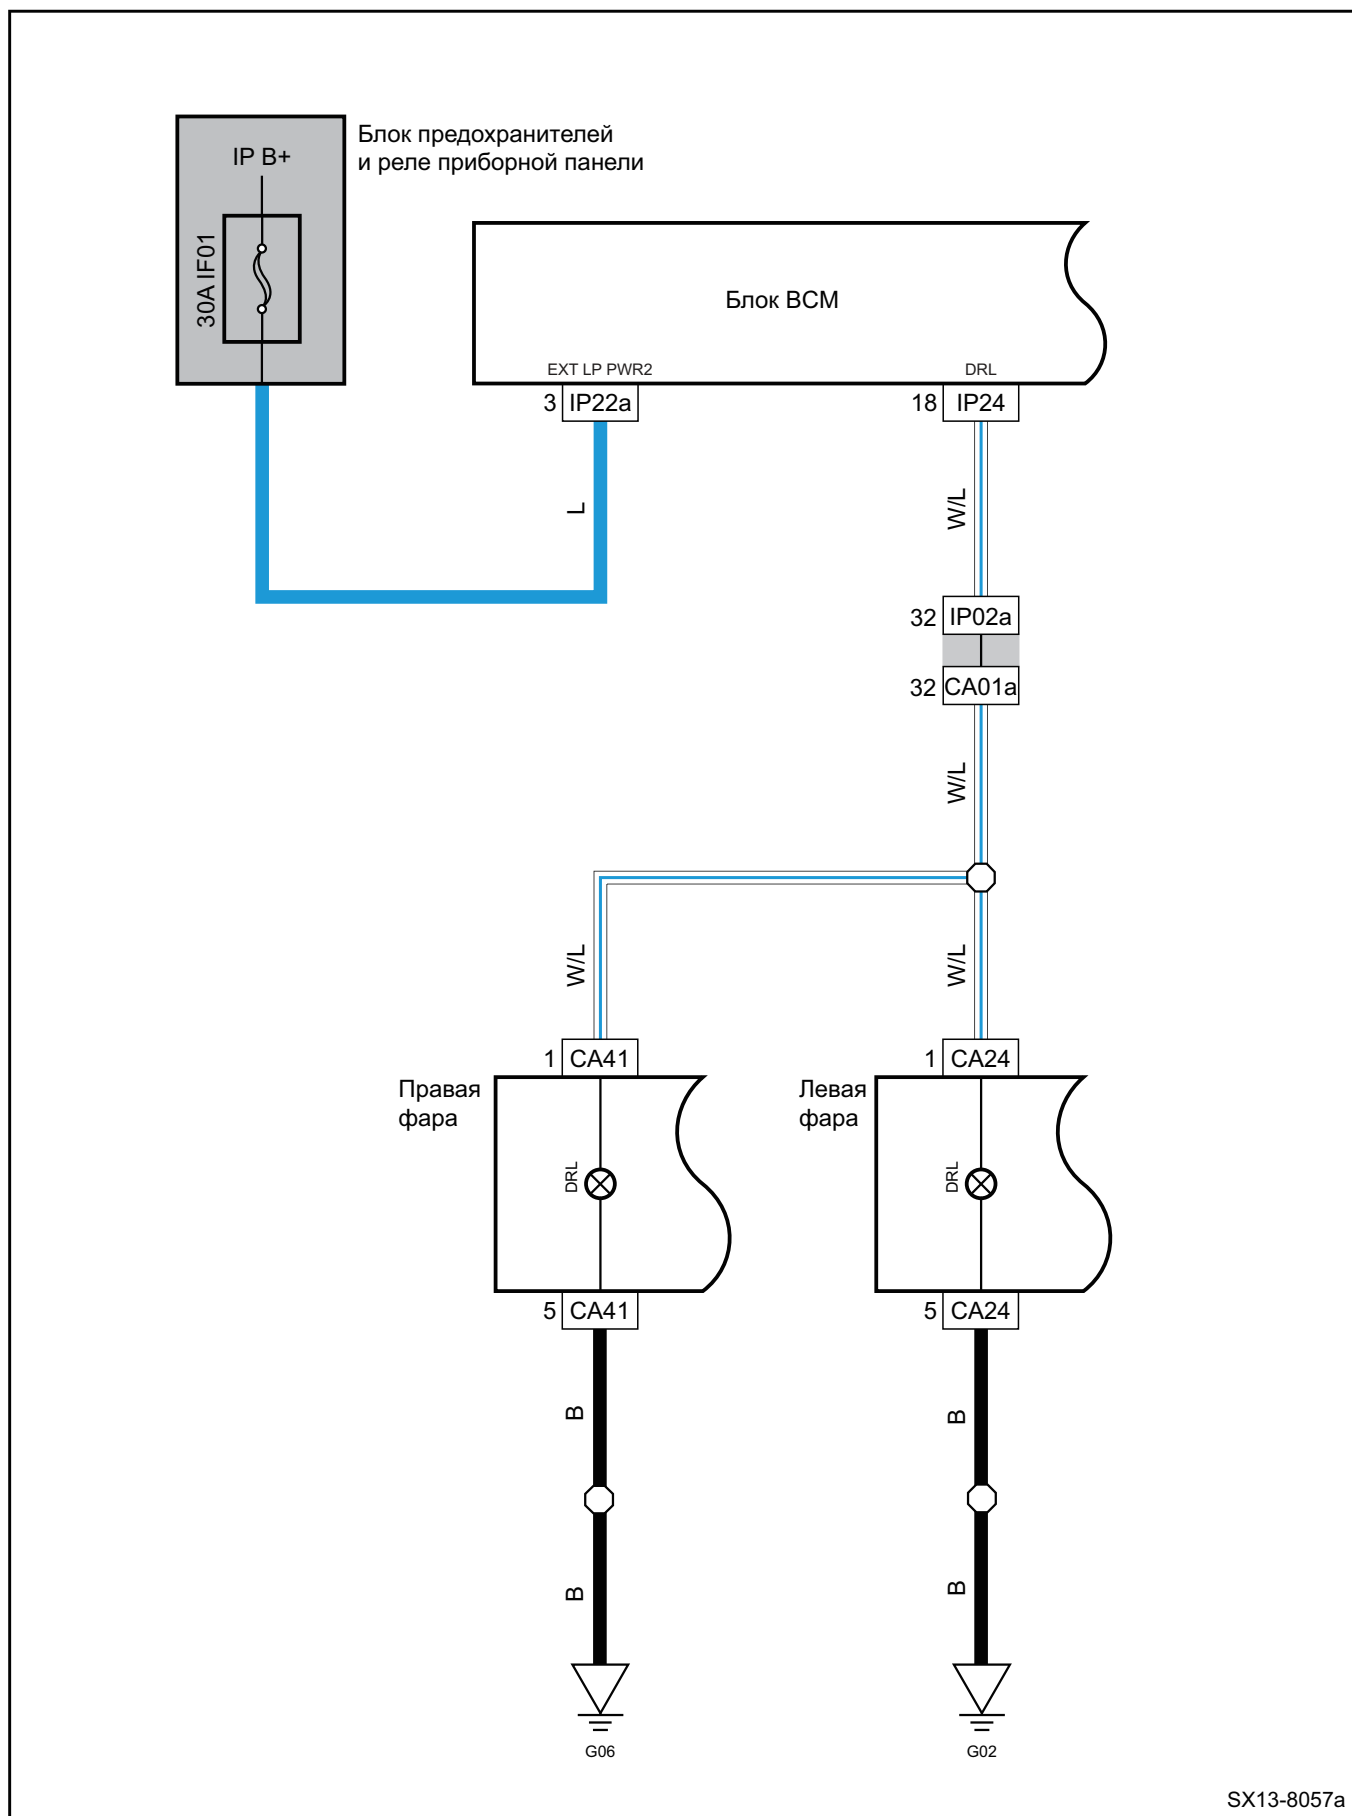 Блок предохранителей
и реле приборной панели
IP B+
30A IF01
Блок BCM
EXT LP PWR2
DRL
3 IP22a
18 IP24
L
W/L
32 IP02a
32 CA01a
W/L
W/L
W/L
1 CA41
1 CA24
Правая
фара
Левая
фара
DRL
DRL
5 CA41
5 CA24
B
B
B
B
G06
G02
SX13-8057a